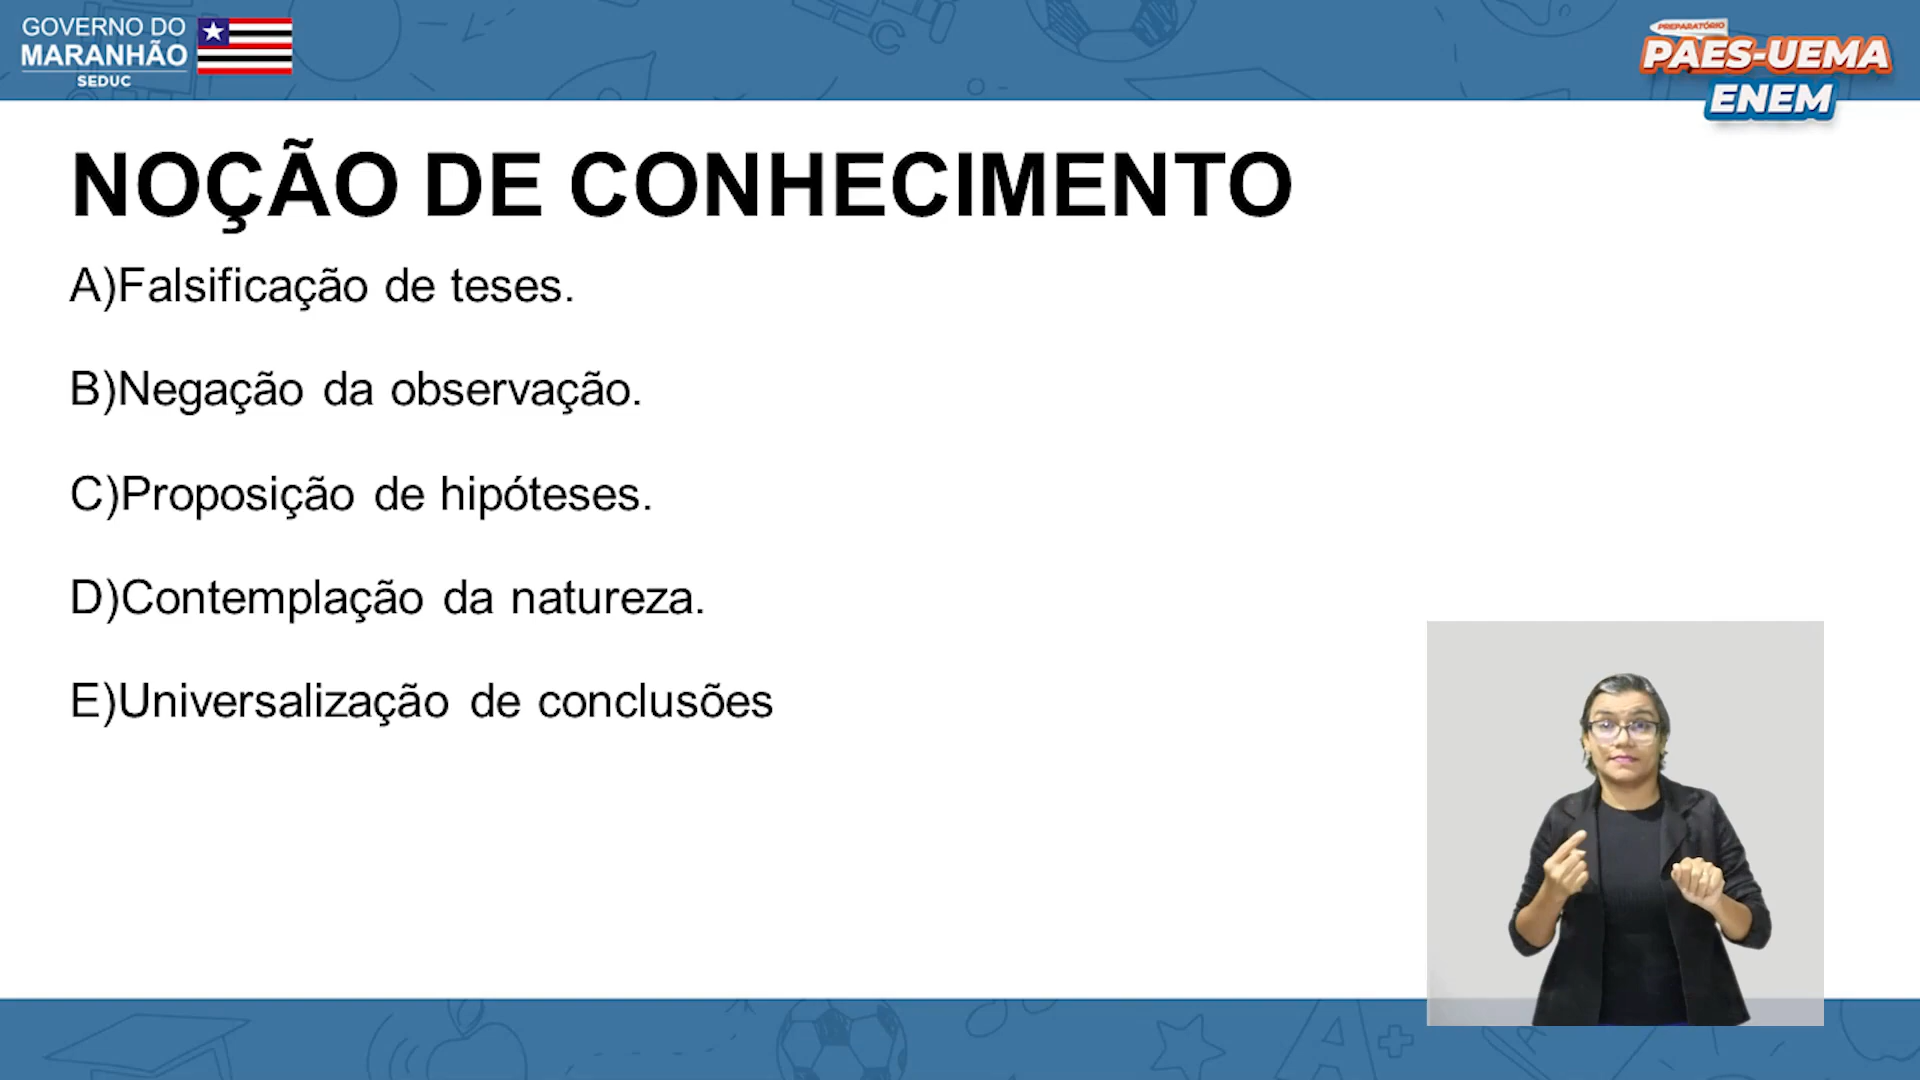 GOVERNO DO
MARANHÃO
SEDUC
PREPARATÓRIO
PAES-UEMA
ENEM
NOÇÃO DE CONHECIMENTO
A)Falsificação de teses.
B)Negação da observação.
C)Proposição de hipóteses.
D)Contemplação da natureza.
E)Universalização de conclusões